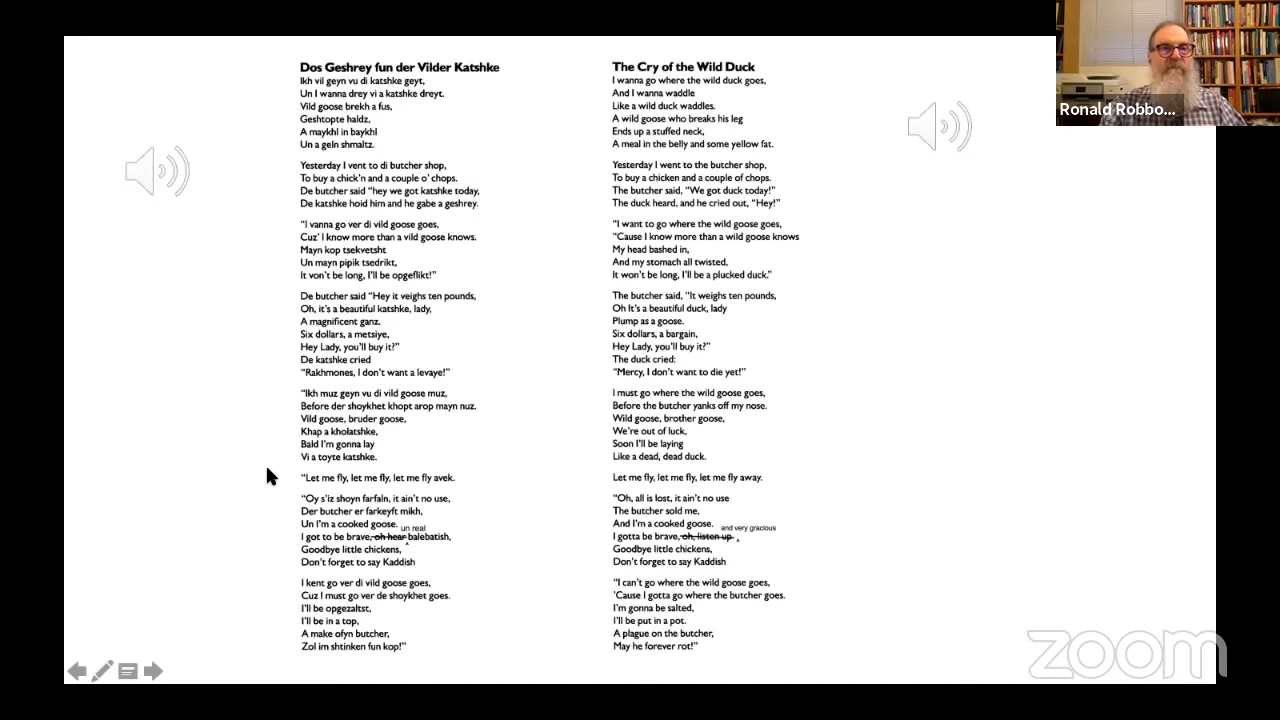 Dos Geshrey fun der Vilder Katshke
Ikh vil geyn vu di katshke geyt,
Un I wanna drey vi a katshke dreyt.
Vild goose brekh a fus,
Geshtopte haldz,
A maykhl in baykhl
Un a geln shmaltz.
Yesterday I vent to di butcher shop,
To buy a chick'n and a couple o' chops.
De butcher said "hey we got katshke today,
De katshke hoid him and he gabe a geshrey.
"I vanna go ver di vild goose goes,
Cuz' I know more than a vild goose knows.
Mayn kop tsekvetsht
Un mayn pipik tsedrikt,
It von't be long, I'll be opgeflikt!"
De butcher said "Hey it veighs ten pounds,
Oh, it's a beautiful katshke, lady,
A magnificent ganz.
Six dollars, a metsiye,
Hey Lady, you'll buy it?"
De katshke cried
"Rakhmones, I don't want a levaye!"
"Ikh muz geyn vu di vild goose muz,
Before der shoykhet khopt arop mayn nuz.
Vild goose, bruder goose,
Khap a kholatshke,
Bald I'm gonna lay
Vi a toyte katshke.
"Let me fly, let me fly, let me fly avek.
"Oy s'iz shoyn farfaln, it ain't no use,
Der butcher er farkeyft mikh,
Un I'm a cooked goose.
un real
I got to be brave, oh hear balebatish,
Goodbye little chickens,
Don't forget to say Kaddish
I kent go ver di vild goose goes,
Cuz I must go ver de shoykhet goes.
I'll be opgezaltst,
I'll be in a top,
A make ofyn butcher,
Zol im shtinken fun kop!"
The Cry of the Wild Duck
I wanna go where the wild duck goes,
And I wanna waddle
Like a wild duck waddles.
A wild goose who breaks his leg
Ends up a stuffed neck,
A meal in the belly and some yellow fat.
Yesterday I went to the butcher shop,
To buy a chicken and a couple of chops.
The butcher said, "We got duck today!"
The duck heard, and he cried out, "Hey!"
"I want to go where the wild goose goes,
"Cause I know more than a wild goose knows
My head bashed in,
And my stomach all twisted,
It won't be long, I'll be a plucked duck."
The butcher said, "It weighs ten pounds,
Oh It's a beautiful duck, lady
Plump as a goose.
Six dollars, a bargain,
Hey Lady, you'll buy it?"
The duck cried:
"Mercy, I don't want to die yet!"
I must go where the wild goose goes,
Before the butcher yanks off my nose.
Wild goose, brother goose,
We're out of luck,
Soon I'll be laying
Like a dead, dead duck.
Let me fly, let me fly, let me fly away.
"Oh, all is lost, it ain't no use
The butcher sold me,
And I'm a cooked goose.
and very gracious
I gotta be brave, oh, listen up
Goodbye little chickens,
Don't forget to say Kaddish
"I can't go where the wild goose goes,
'Cause I gotta go where the butcher goes.
I'm gonna be salted,
I'll be put in a pot.
A plague on the butcher,
May he forever rot!"
Ronald Robbo...
zoom